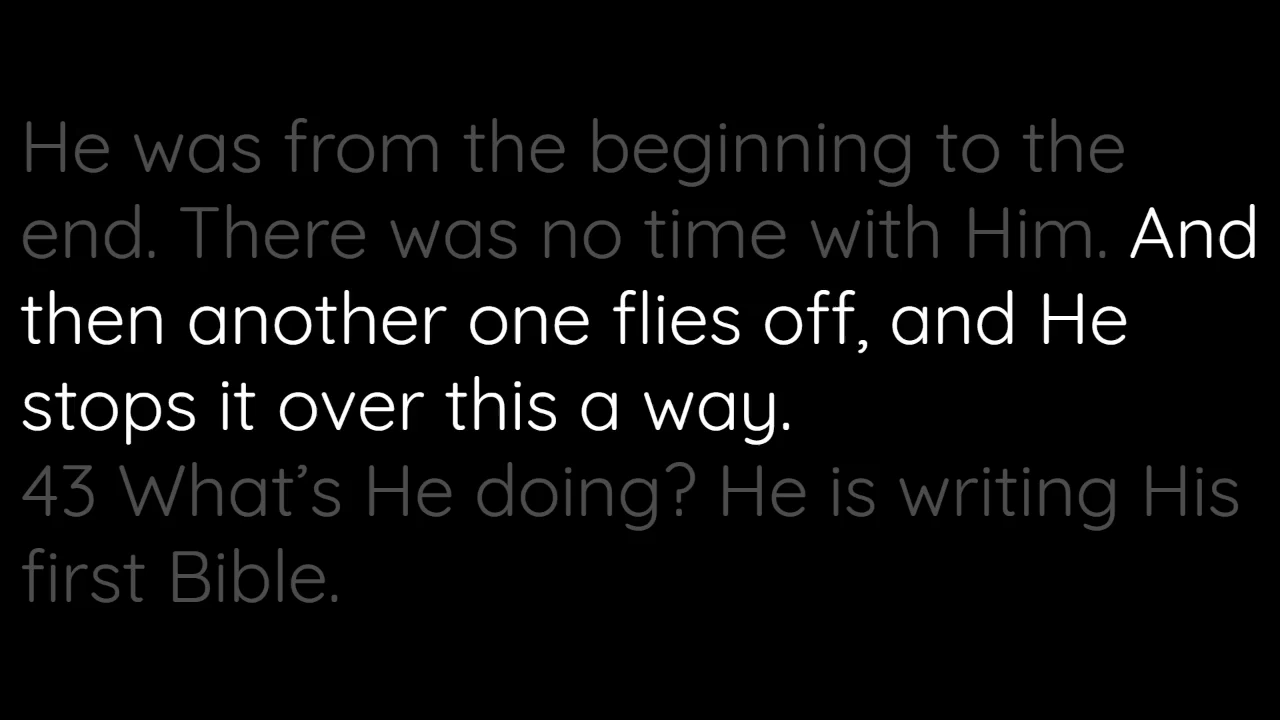 He was from the beginning to the
end. There was no time with Him. And
then another one flies off, and He
stops it over this a way.
43 What’s He doing? He is writing His
first Bible.